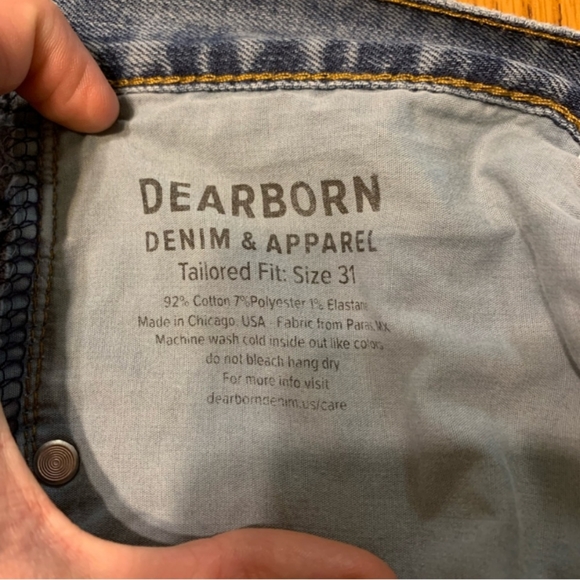 DEARBORN
DENIM & APPAREL
Tailored Fit: Size 31
92% Cotton 7% Polyester 1% Elastane
Made in Chicago, USA - Fabric from Paras, MX
Machine wash cold inside out like colors
do not bleach hang dry
For more info visit
dearborndenim.us/care